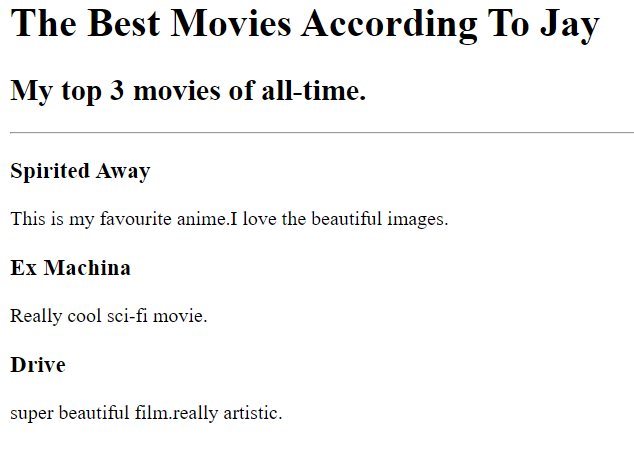 The Best Movies According To Jay
My top 3 movies of all-time.
Spirited Away
This is my favourite anime.I love the beautiful images.
Ex Machina
Really cool sci-fi movie.
Drive
super beautiful film.really artistic.